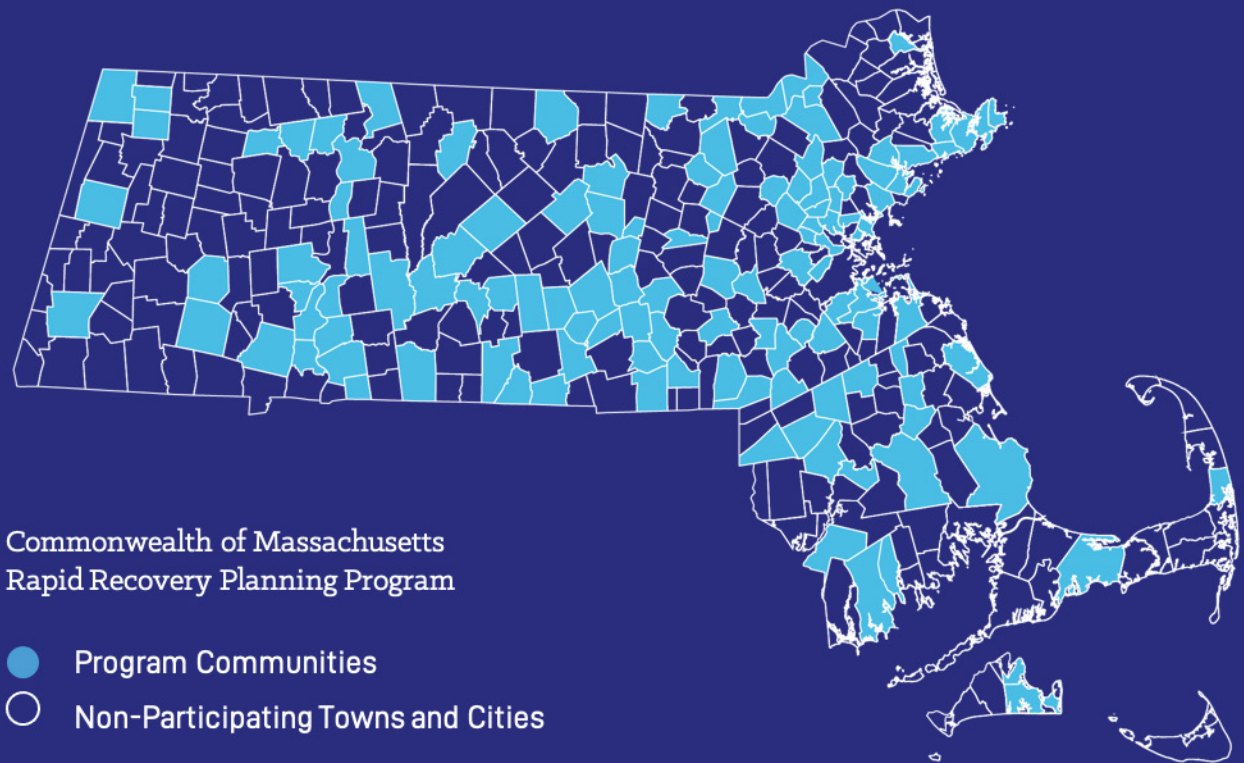 Commonwealth of Massachusetts
Rapid Recovery Planning Program
Program Communities
Non-Participating Towns and Cities